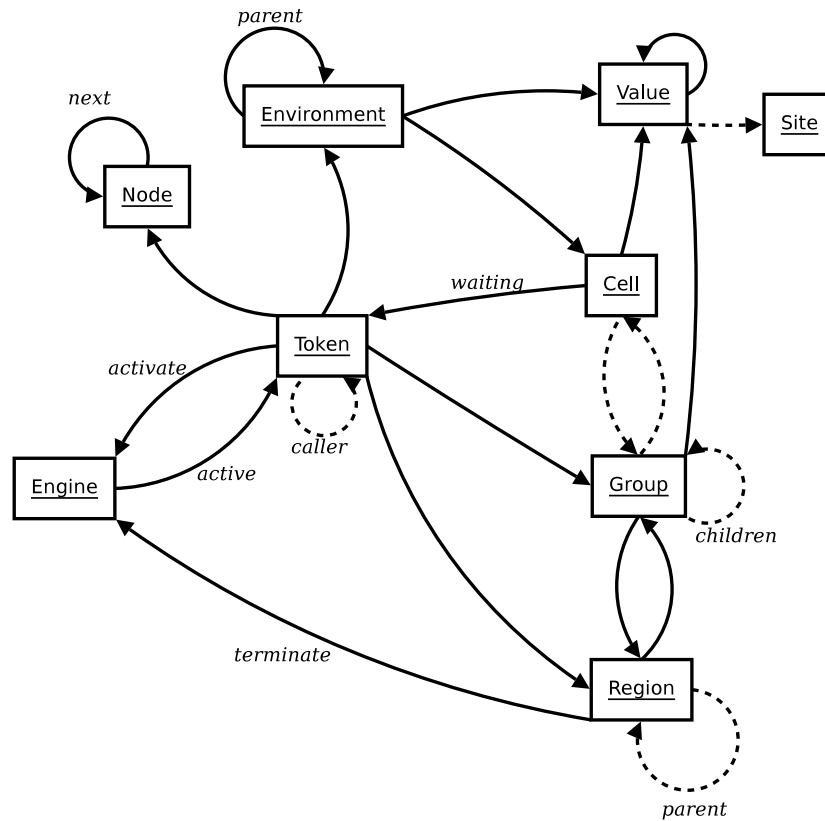 parent
Value
next
Environment
Site
Node
waiting
Cell
Token
activate
caller
active
Engine
Group
children
terminate
Region
parent